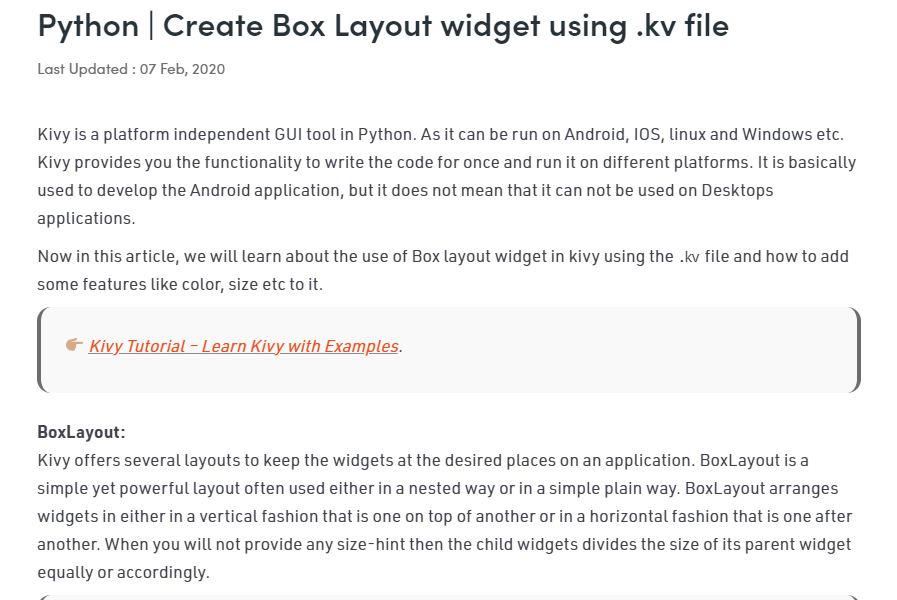 Python | Create Box Layout widget using .kv file
Last Updated : 07 Feb, 2020
Kivy is a platform independent GUI tool in Python. As it can be run on Android, IOS, linux and Windows etc.
Kivy provides you the functionality to write the code for once and run it on different platforms. It is basically
used to develop the Android application, but it does not mean that it can not be used on Desktops
applications.
Now in this article, we will learn about the use of Box layout widget in kivy using the .kv file and how to add
some features like color, size etc to it.
Kivy Tutorial – Learn Kivy with Examples.
BoxLayout:
Kivy offers several layouts to keep the widgets at the desired places on an application. BoxLayout is a
simple yet powerful layout often used either in a nested way or in a simple plain way. BoxLayout arranges
widgets in either in a vertical fashion that is one on top of another or in a horizontal fashion that is one after
another. When you will not provide any size-hint then the child widgets divides the size of its parent widget
equally or accordingly.